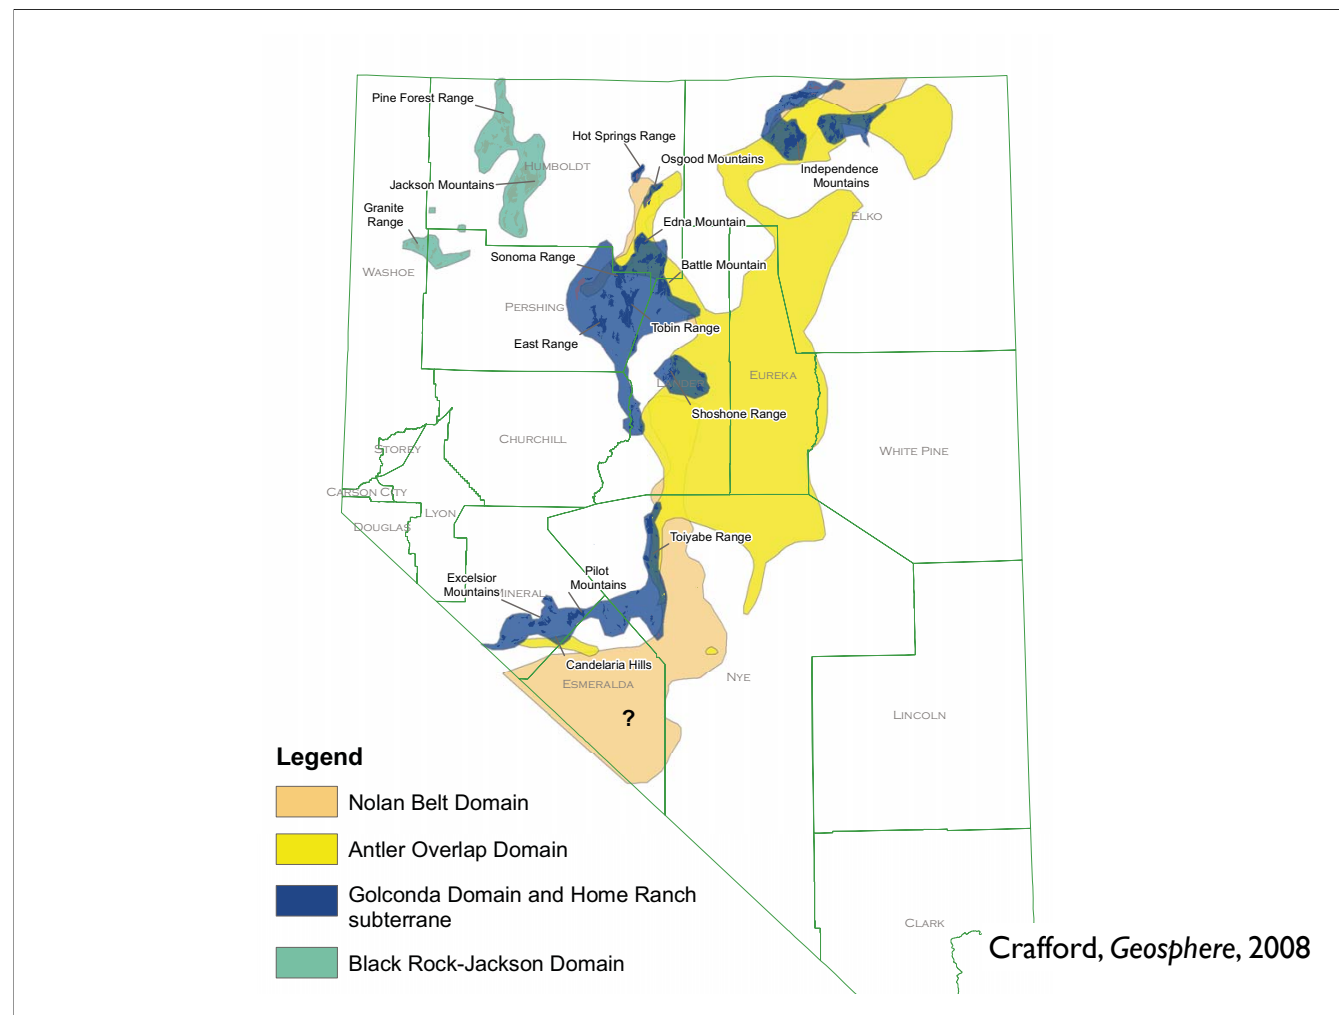 Pine Forest Range
Hot Springs Range
Osgood Mountains
HUMBOLDT
Independence
Mountains
Jackson Mountains
Granite
Range
ELKO
Edna Mountain
Sonoma Range
Battle Mountain
WASHOE
PERSHING
Tobin Range
East Range
EUREKA
LANDER
Shoshone Range
CHURCHILL
STOREY
WHITE PINE
CARSON CITY
LYON
DOUGLAS
Toiyabe Range
Pilot
Mountains
Excelsior
Mountains
MINERAL
Candelaria Hills
ESMERALDA
NYE
?
LINCOLN
Legend
Nolan Belt Domain
Antler Overlap Domain
Golconda Domain and Home Ranch
subterrane
Black Rock-Jackson Domain
CLARK
Crafford, Geosphere, 2008